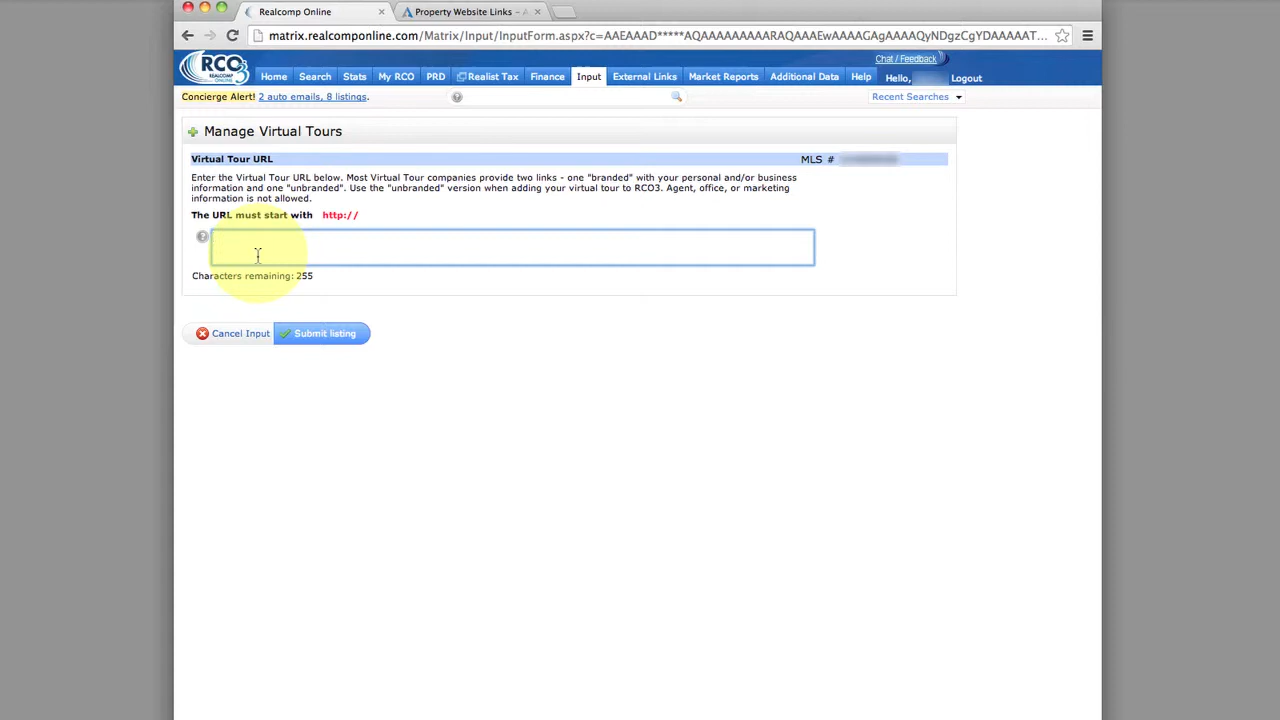 Realcomp Online
Property Website Links – A
matrix.realcomponline.com/Matrix/Input/InputForm.aspx?c=AAEAAAD*****AQAAAAAAAAARAQAAAEwAAAAGAgAAAAQyNDgzCgYDAAAAAT...
Chat / Feedback
RCO3
REALCOMP
ONLINE
Home Search Stats My RCO PRD Realist Tax Finance Input External Links Market Reports Additional Data Help Hello, Logout
Concierge Alert! 2 auto emails, 8 listings.
Recent Searches
Manage Virtual Tours
Virtual Tour URL MLS #
Enter the Virtual Tour URL below. Most Virtual Tour companies provide two links - one "branded" with your personal and/or business
information and one "unbranded". Use the "unbranded" version when adding your virtual tour to RCO3. Agent, office, or marketing
information is not allowed.
The URL must start with http://
Characters remaining: 255
Cancel Input Submit listing